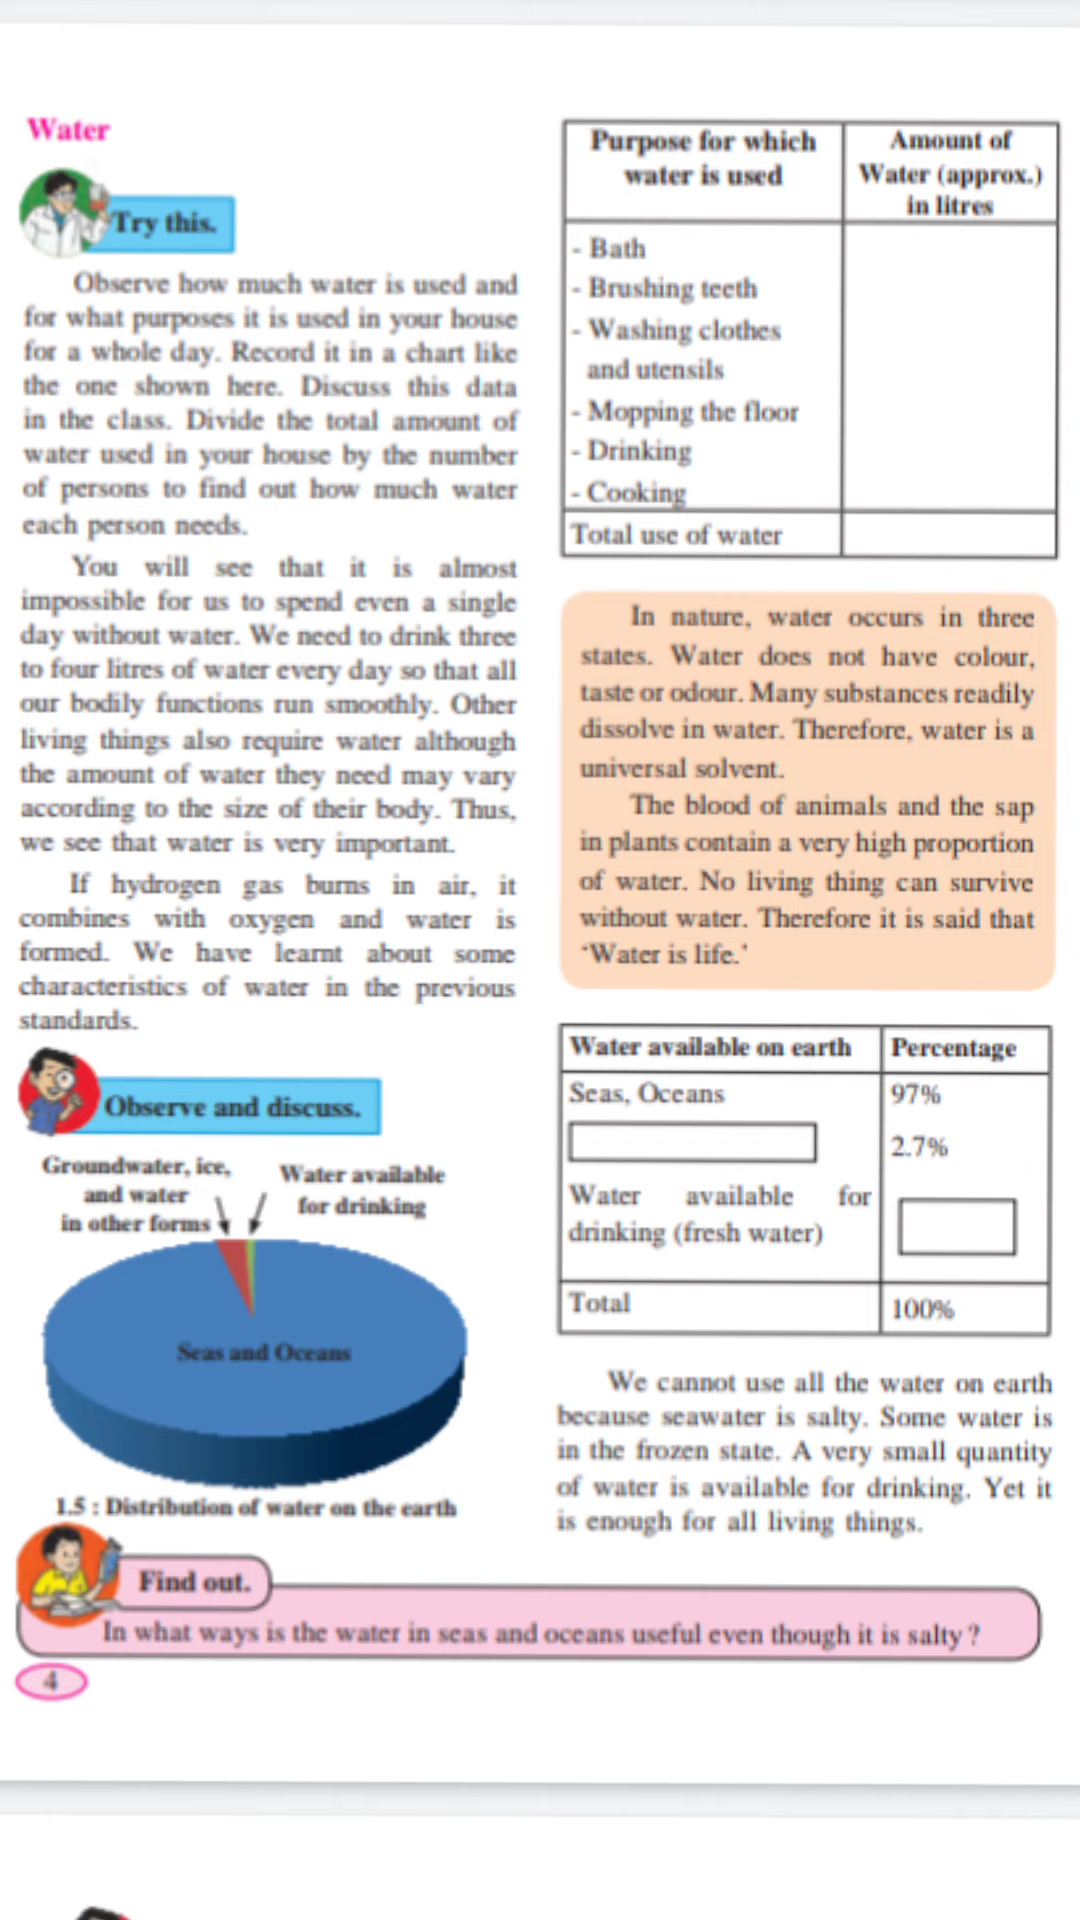 Water
Try this.
Observe how much water is used and
for what purposes it is used in your house
for a whole day. Record it in a chart like
the one shown here. Discuss this data
in the class. Divide the total amount of
water used in your house by the number
of persons to find out how much water
each person needs.
You will see that it is almost
impossible for us to spend even a single
day without water. We need to drink three
to four litres of water every day so that all
our bodily functions run smoothly. Other
living things also require water although
the amount of water they need may vary
according to the size of their body. Thus,
we see that water is very important.
If hydrogen gas burns in air, it
combines with oxygen and water is
formed. We have learnt about some
characteristics of water in the previous
standards.
Observe and discuss.
Groundwater, ice,
and water
in other forms
Water available
for drinking
Seas and Oceans
1.5 : Distribution of water on the earth
Purpose for which
water is used
Amount of
Water (approx.)
in litres
- Bath
- Brushing teeth
- Washing clothes
and utensils
- Mopping the floor
- Drinking
- Cooking
Total use of water
In nature, water occurs in three
states. Water does not have colour,
taste or odour. Many substances readily
dissolve in water. Therefore, water is a
universal solvent.
The blood of animals and the sap
in plants contain a very high proportion
of water. No living thing can survive
without water. Therefore it is said that
‘Water is life.’
Water available on earth Percentage
Seas, Oceans 97%
2.7%
Water available for
drinking (fresh water)
Total 100%
We cannot use all the water on earth
because seawater is salty. Some water is
in the frozen state. A very small quantity
of water is available for drinking. Yet it
is enough for all living things.
Find out.
In what ways is the water in seas and oceans useful even though it is salty ?
4